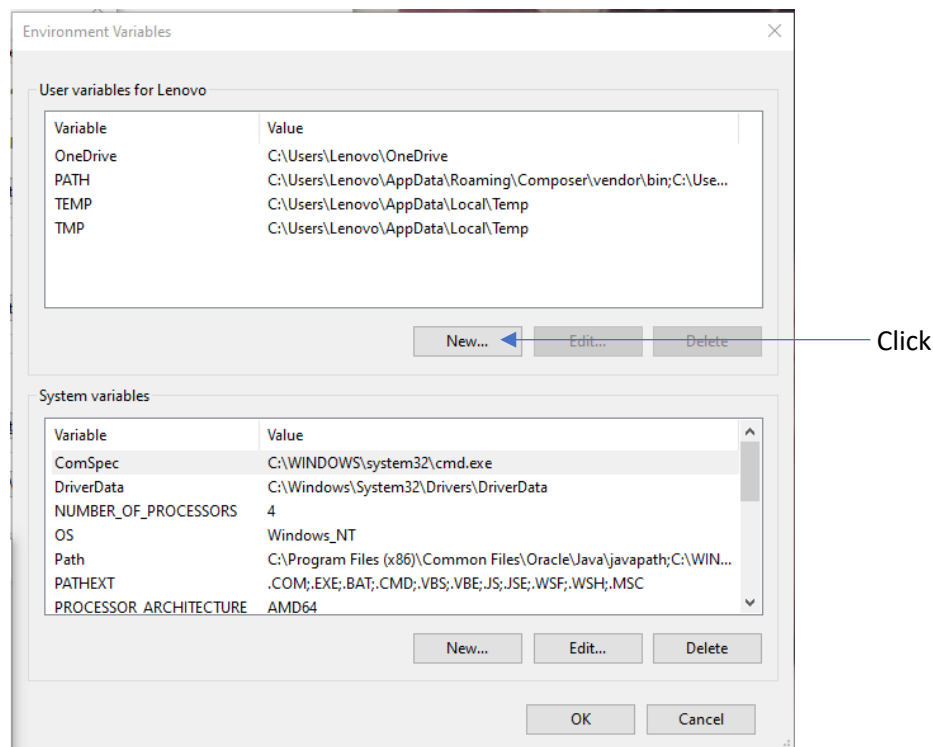 Environment Variables
User variables for Lenovo
Variable Value
OneDrive C:\Users\Lenovo\OneDrive
PATH C:\Users\Lenovo\AppData\Roaming\Composer\vendor\bin;C:\Use...
TEMP C:\Users\Lenovo\AppData\Local\Temp
TMP C:\Users\Lenovo\AppData\Local\Temp
New... Edit... Delete Click
System variables
Variable Value
ComSpec C:\WINDOWS\system32\cmd.exe
DriverData C:\Windows\System32\Drivers\DriverData
NUMBER_OF_PROCESSORS 4
OS Windows_NT
Path C:\Program Files (x86)\Common Files\Oracle\Java\javapath;C:\WIN...
PATHEXT .COM;.EXE;.BAT;.CMD;.VBS;.VBE;.JS;.JSE;.WSF;.WSH;.MSC
PROCESSOR_ARCHITECTURE AMD64
New... Edit... Delete
OK Cancel